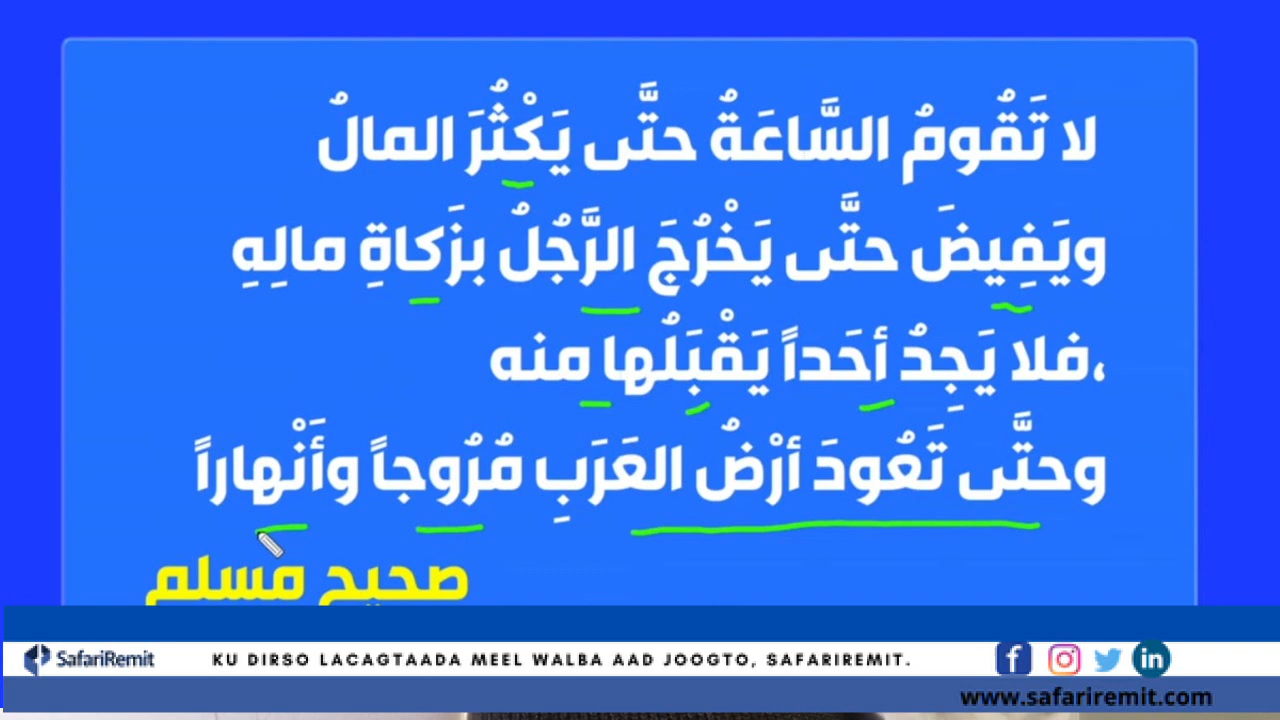 لا تَقُومُ السَّاعَةُ حتَّى يَكْثُرَ المالُ
ويَفِيضَ حتَّى يَخْرُجَ الرَّجُلُ بزَكاةِ مالِهِ
،فلا يَجِدُ أحَداً يَقْبَلُها منه
وحتَّى تَعُودَ أرْضُ العَرَبِ مُرُوجاً وأَنْهاراً
صحيح مسلم
SafariRemit
KU DIRSO LACAGTAADA MEEL WALBA AAD JOOGTO, SAFARIREMIT.
www.safariremit.com